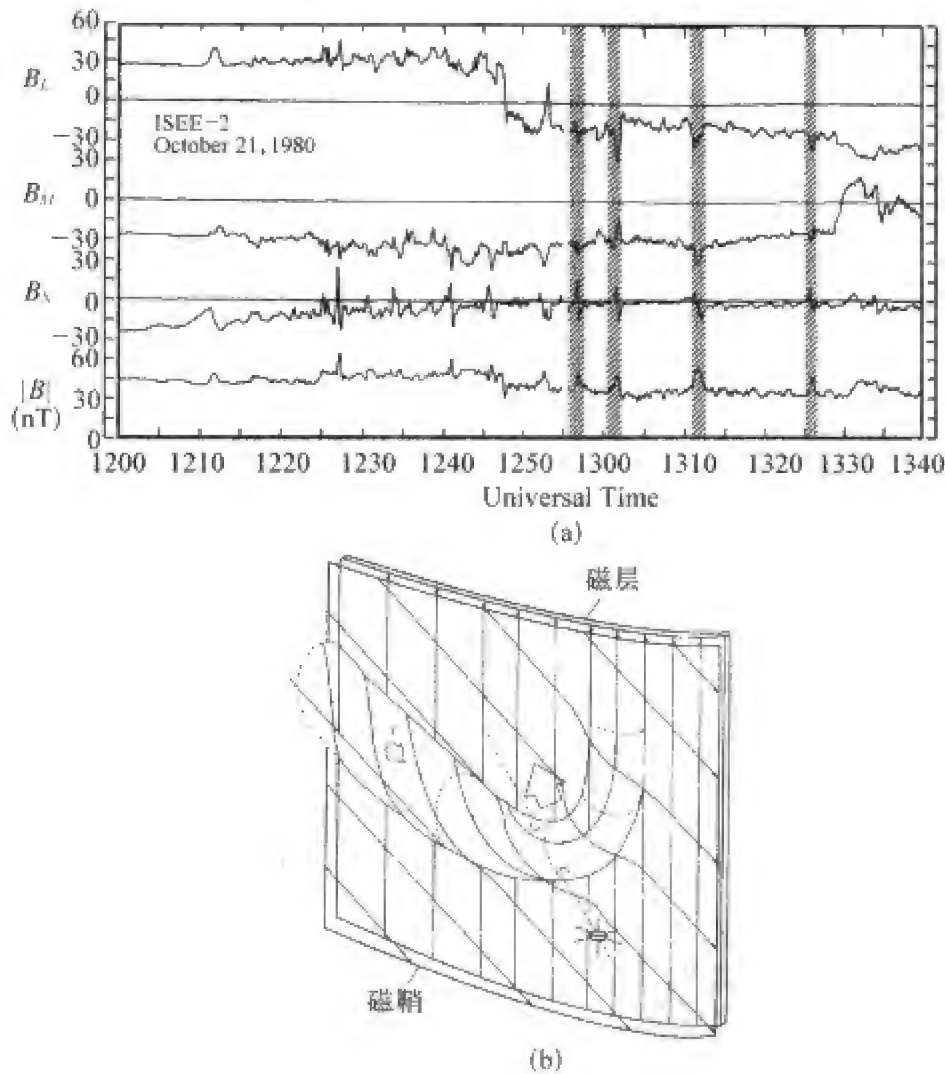 60
30
B_L
0
ISEE-2
October 21, 1980
-30
30
B_M
0
-30
30
B_N
0
-30
60
|B|
30
(nT)
0
1200 1210 1220 1230 1240 1250 1300 1310 1320 1330 1340
Universal Time
(a)
磁层
磁鞘
(b)